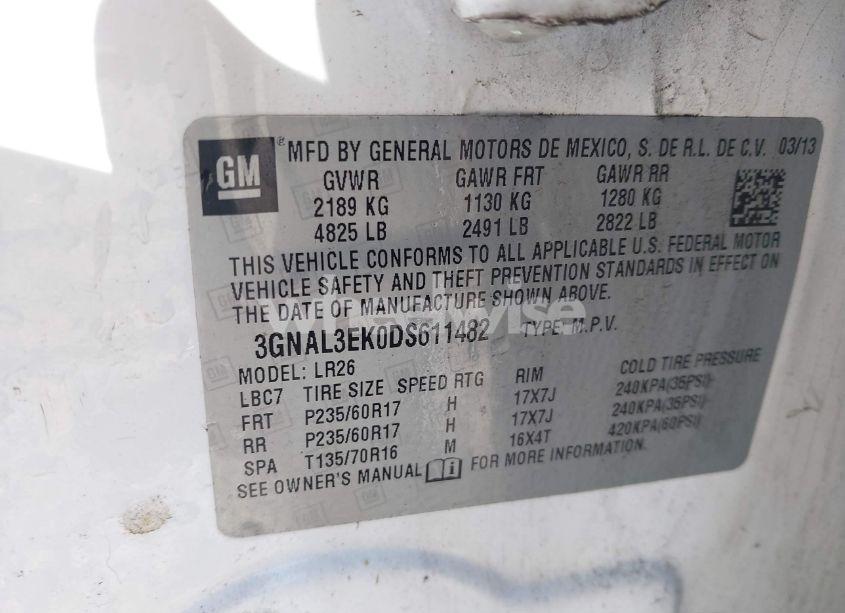 GM ® MFD BY GENERAL MOTORS DE MEXICO, S. DE R.L. DE C.V. 03/13
GVWR GAWR FRT GAWR RR
2189 KG 1130 KG 1280 KG
4825 LB 2491 LB 2822 LB
THIS VEHICLE CONFORMS TO ALL APPLICABLE U.S. FEDERAL MOTOR
VEHICLE SAFETY AND THEFT PREVENTION STANDARDS IN EFFECT ON
THE DATE OF MANUFACTURE SHOWN ABOVE.
wheelwise
3GNAL3EK0DS611482 TYPE: M.P.V.
MODEL: LR26
LBC7 TIRE SIZE SPEED RTG RIM COLD TIRE PRESSURE
FRT P235/60R17 H 17X7J 240KPA(35PSI)
RR P235/60R17 H 17X7J 240KPA(35PSI)
SPA T135/70R16 M 16X4T 420KPA(60PSI)
SEE OWNER'S MANUAL FOR MORE INFORMATION.